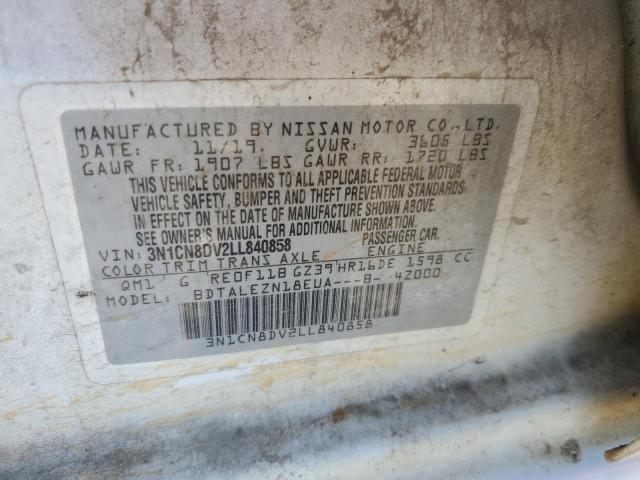 MANUFACTURED BY NISSAN MOTOR CO.,LTD.
DATE: 11/19. GVWR: 3605 LBS
GAWR FR: 1907 LBS GAWR RR: 1720 LBS
THIS VEHICLE CONFORMS TO ALL APPLICABLE FEDERAL MOTOR
VEHICLE SAFETY, BUMPER AND THEFT PREVENTION STANDARDS
IN EFFECT ON THE DATE OF MANUFACTURE SHOWN ABOVE.
SEE OWNER'S MANUAL FOR ADDITIONAL INFORMATION.
VIN: 3N1CN8DV2LL840858 PASSENGER CAR.
COLOR TRIM TRANS AXLE ENGINE
QM1 G RE0F11B GZ39 HR16DE 1598 CC
MODEL: BDTALEZN18EUA---B- 4Z000
3N1CN8DV2LL840858